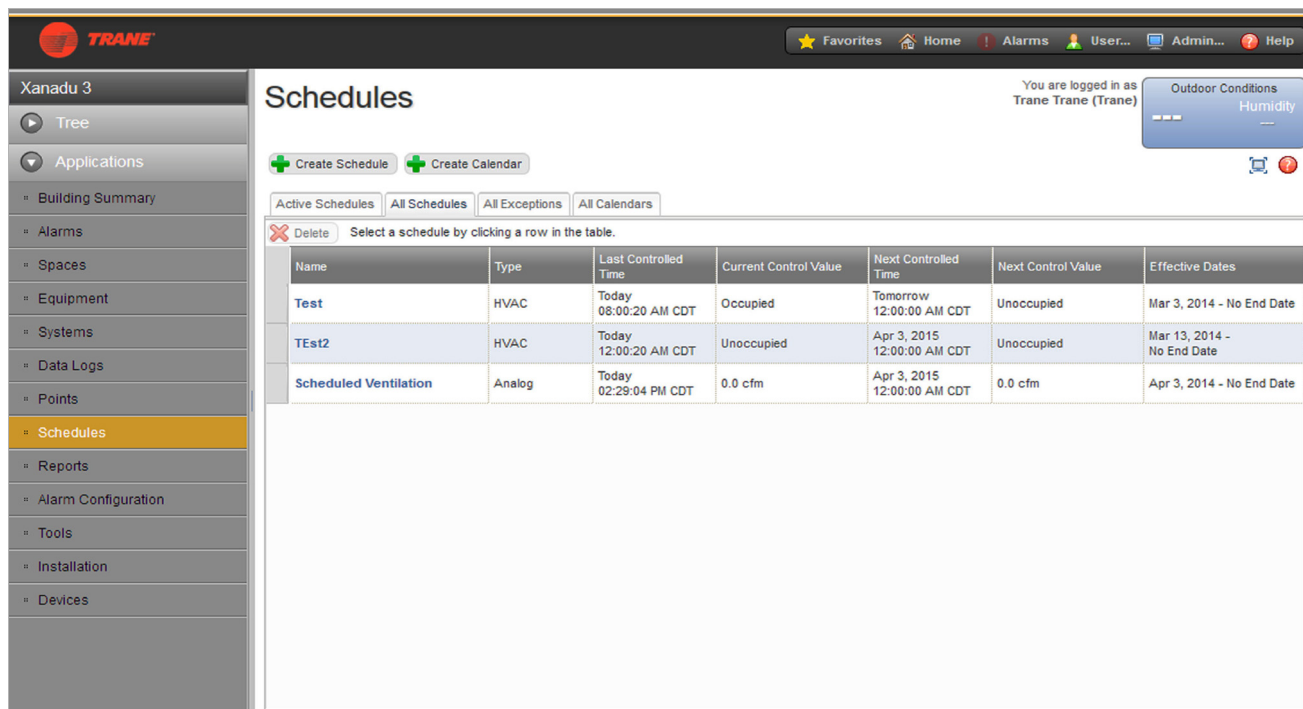 TRANE
Favorites Home Alarms User... Admin... Help
Xanadu 3
Tree
Applications
Building Summary
Alarms
Spaces
Equipment
Systems
Data Logs
Points
Schedules
Reports
Alarm Configuration
Tools
Installation
Devices
Schedules
You are logged in as
Trane Trane (Trane)
Outdoor Conditions
Humidity
---
--
Create Schedule Create Calendar
Active Schedules All Schedules All Exceptions All Calendars
Delete Select a schedule by clicking a row in the table.
Name Type Last Controlled Time Current Control Value Next Controlled Time Next Control Value Effective Dates
Test HVAC Today 08:00:20 AM CDT Occupied Tomorrow 12:00:00 AM CDT Unoccupied Mar 3, 2014 - No End Date
TEst2 HVAC Today 12:00:20 AM CDT Unoccupied Apr 3, 2015 12:00:00 AM CDT Unoccupied Mar 13, 2014 - No End Date
Scheduled Ventilation Analog Today 02:29:04 PM CDT 0.0 cfm Apr 3, 2015 12:00:00 AM CDT 0.0 cfm Apr 3, 2014 - No End Date